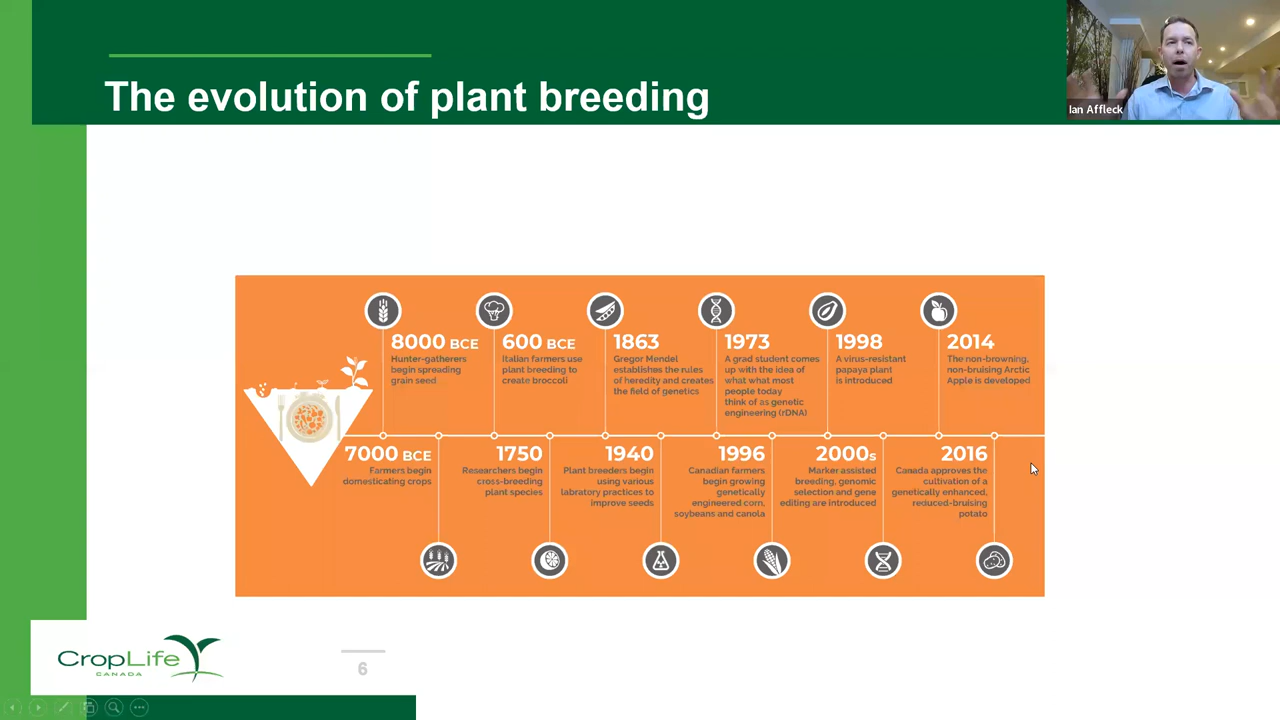 The evolution of plant breeding
Ian Affleck
8000 BCE
Hunter-gatherers
begin spreading
grain seed
600 BCE
Italian farmers use
plant breeding to
create broccoli
1863
Gregor Mendel
establishes the rules
of heredity and creates
the field of genetics
1973
A grad student comes
up with the idea of
what what most
people today
think of as genetic
engineering (rDNA)
1998
A virus-resistant
papaya plant
is introduced
2014
The non-browning,
non-bruising Arctic
Apple is developed
7000 BCE
Farmers begin
domesticating crops
1750
Researchers begin
cross-breeding
plant species
1940
Plant breeders begin
using various
labratory practices to
improve seeds
1996
Canadian farmers
begin growing
genetically
engineered corn,
soybeans and canola
2000s
Marker assisted
breeding, genomic
selection and gene
editing are introduced
2016
Canada approves the
cultivation of a
genetically enhanced,
reduced-bruising
potato
CropLife
CANADA
6